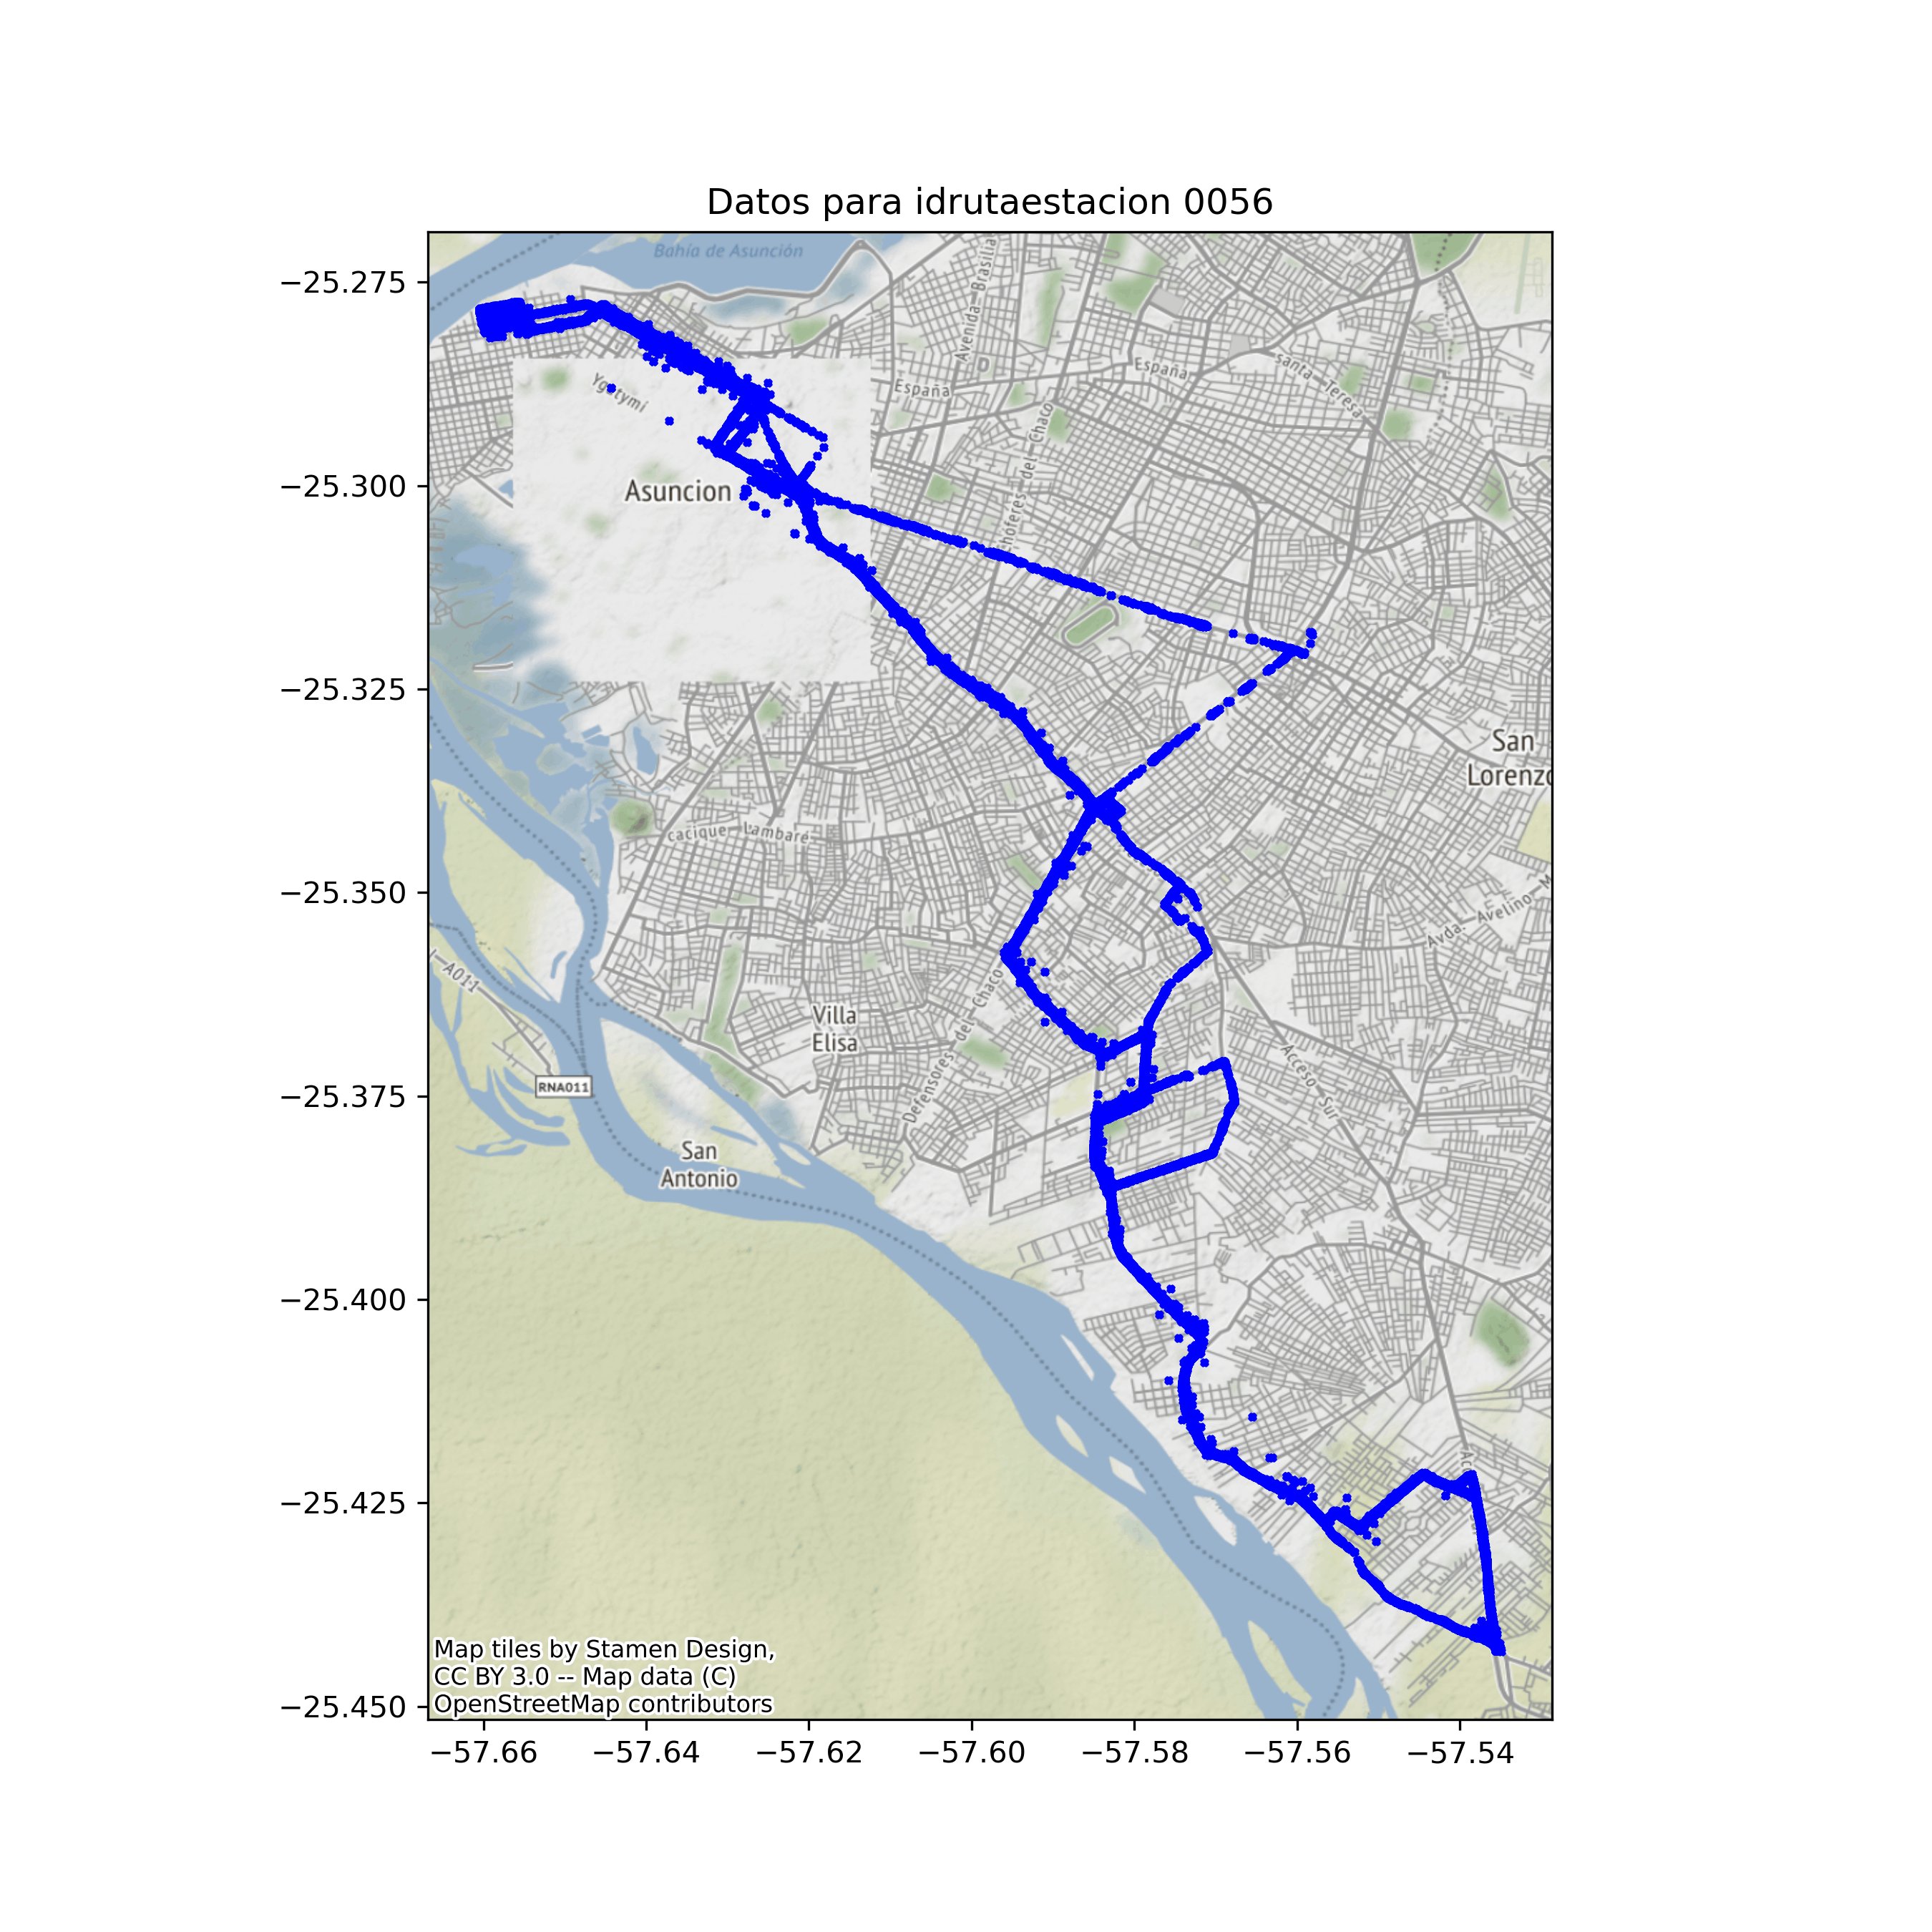 Datos para idrutaestacion 0056
−25.275
−25.300
−25.325
−25.350
−25.375
−25.400
−25.425
−25.450
−57.66
−57.64
−57.62
−57.60
−57.58
−57.56
−57.54
Bahía de Asunción
Avenida Brasilia
España
España
Santa Teresa
Ygatymi
Choferes del Chaco
Asuncion
San
Lorenzo
cacique Lambaré
Avda. Avelino
A011
Villa
Elisa
Defensores del Chaco
RNA011
Acceso Sur
San
Antonio
Map tiles by Stamen Design,
CC BY 3.0 -- Map data (C)
OpenStreetMap contributors